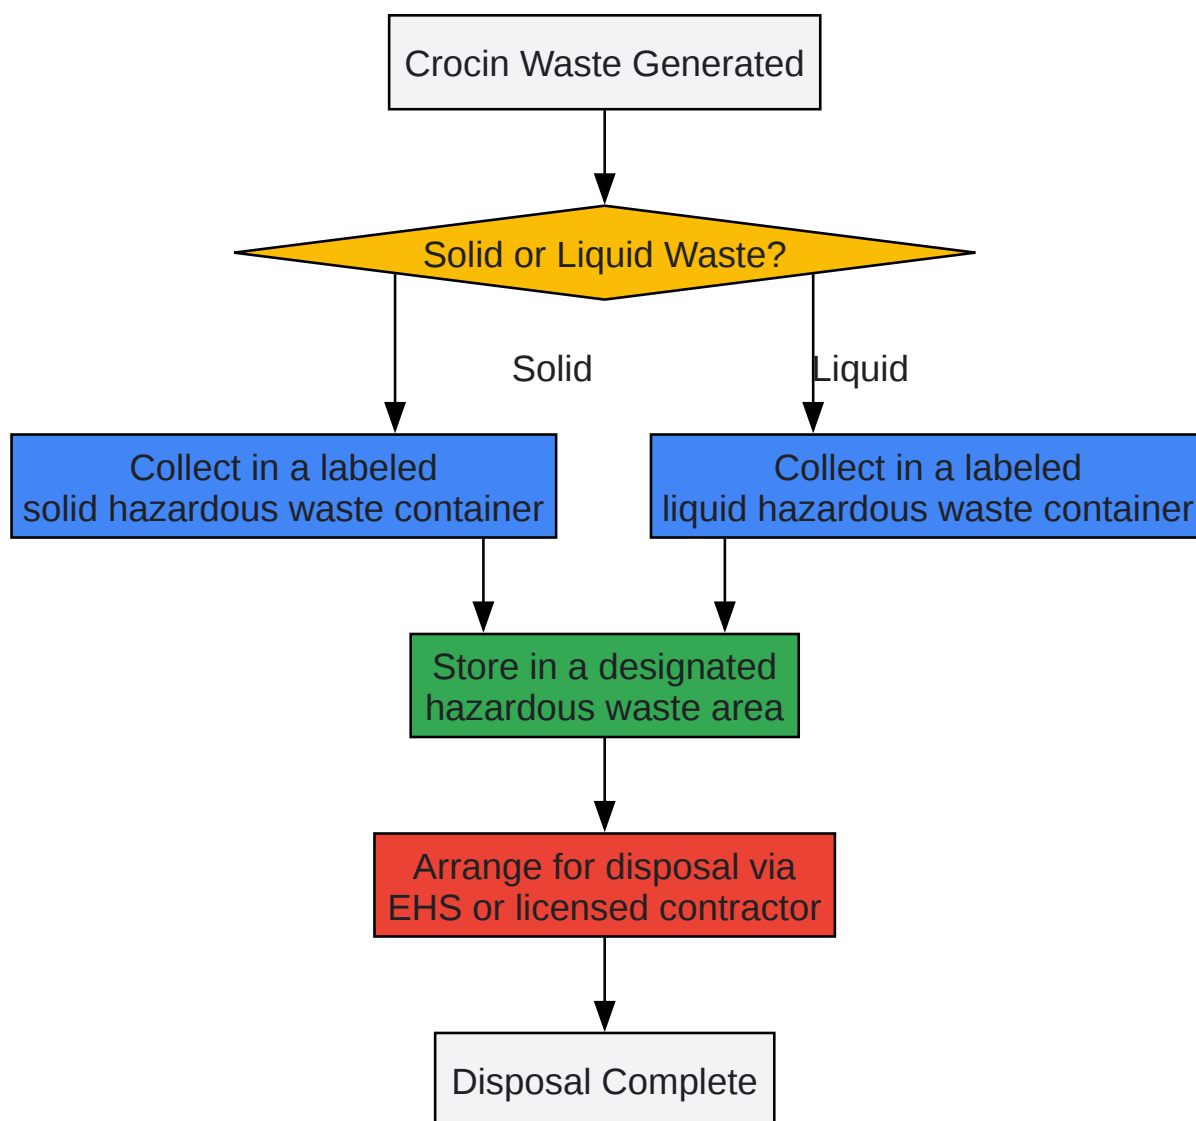 Crocin Waste Generated
Solid or Liquid Waste?
Solid
Liquid
Collect in a labeled
solid hazardous waste container
Collect in a labeled
liquid hazardous waste container
Store in a designated
hazardous waste area
Arrange for disposal via
EHS or licensed contractor
Disposal Complete